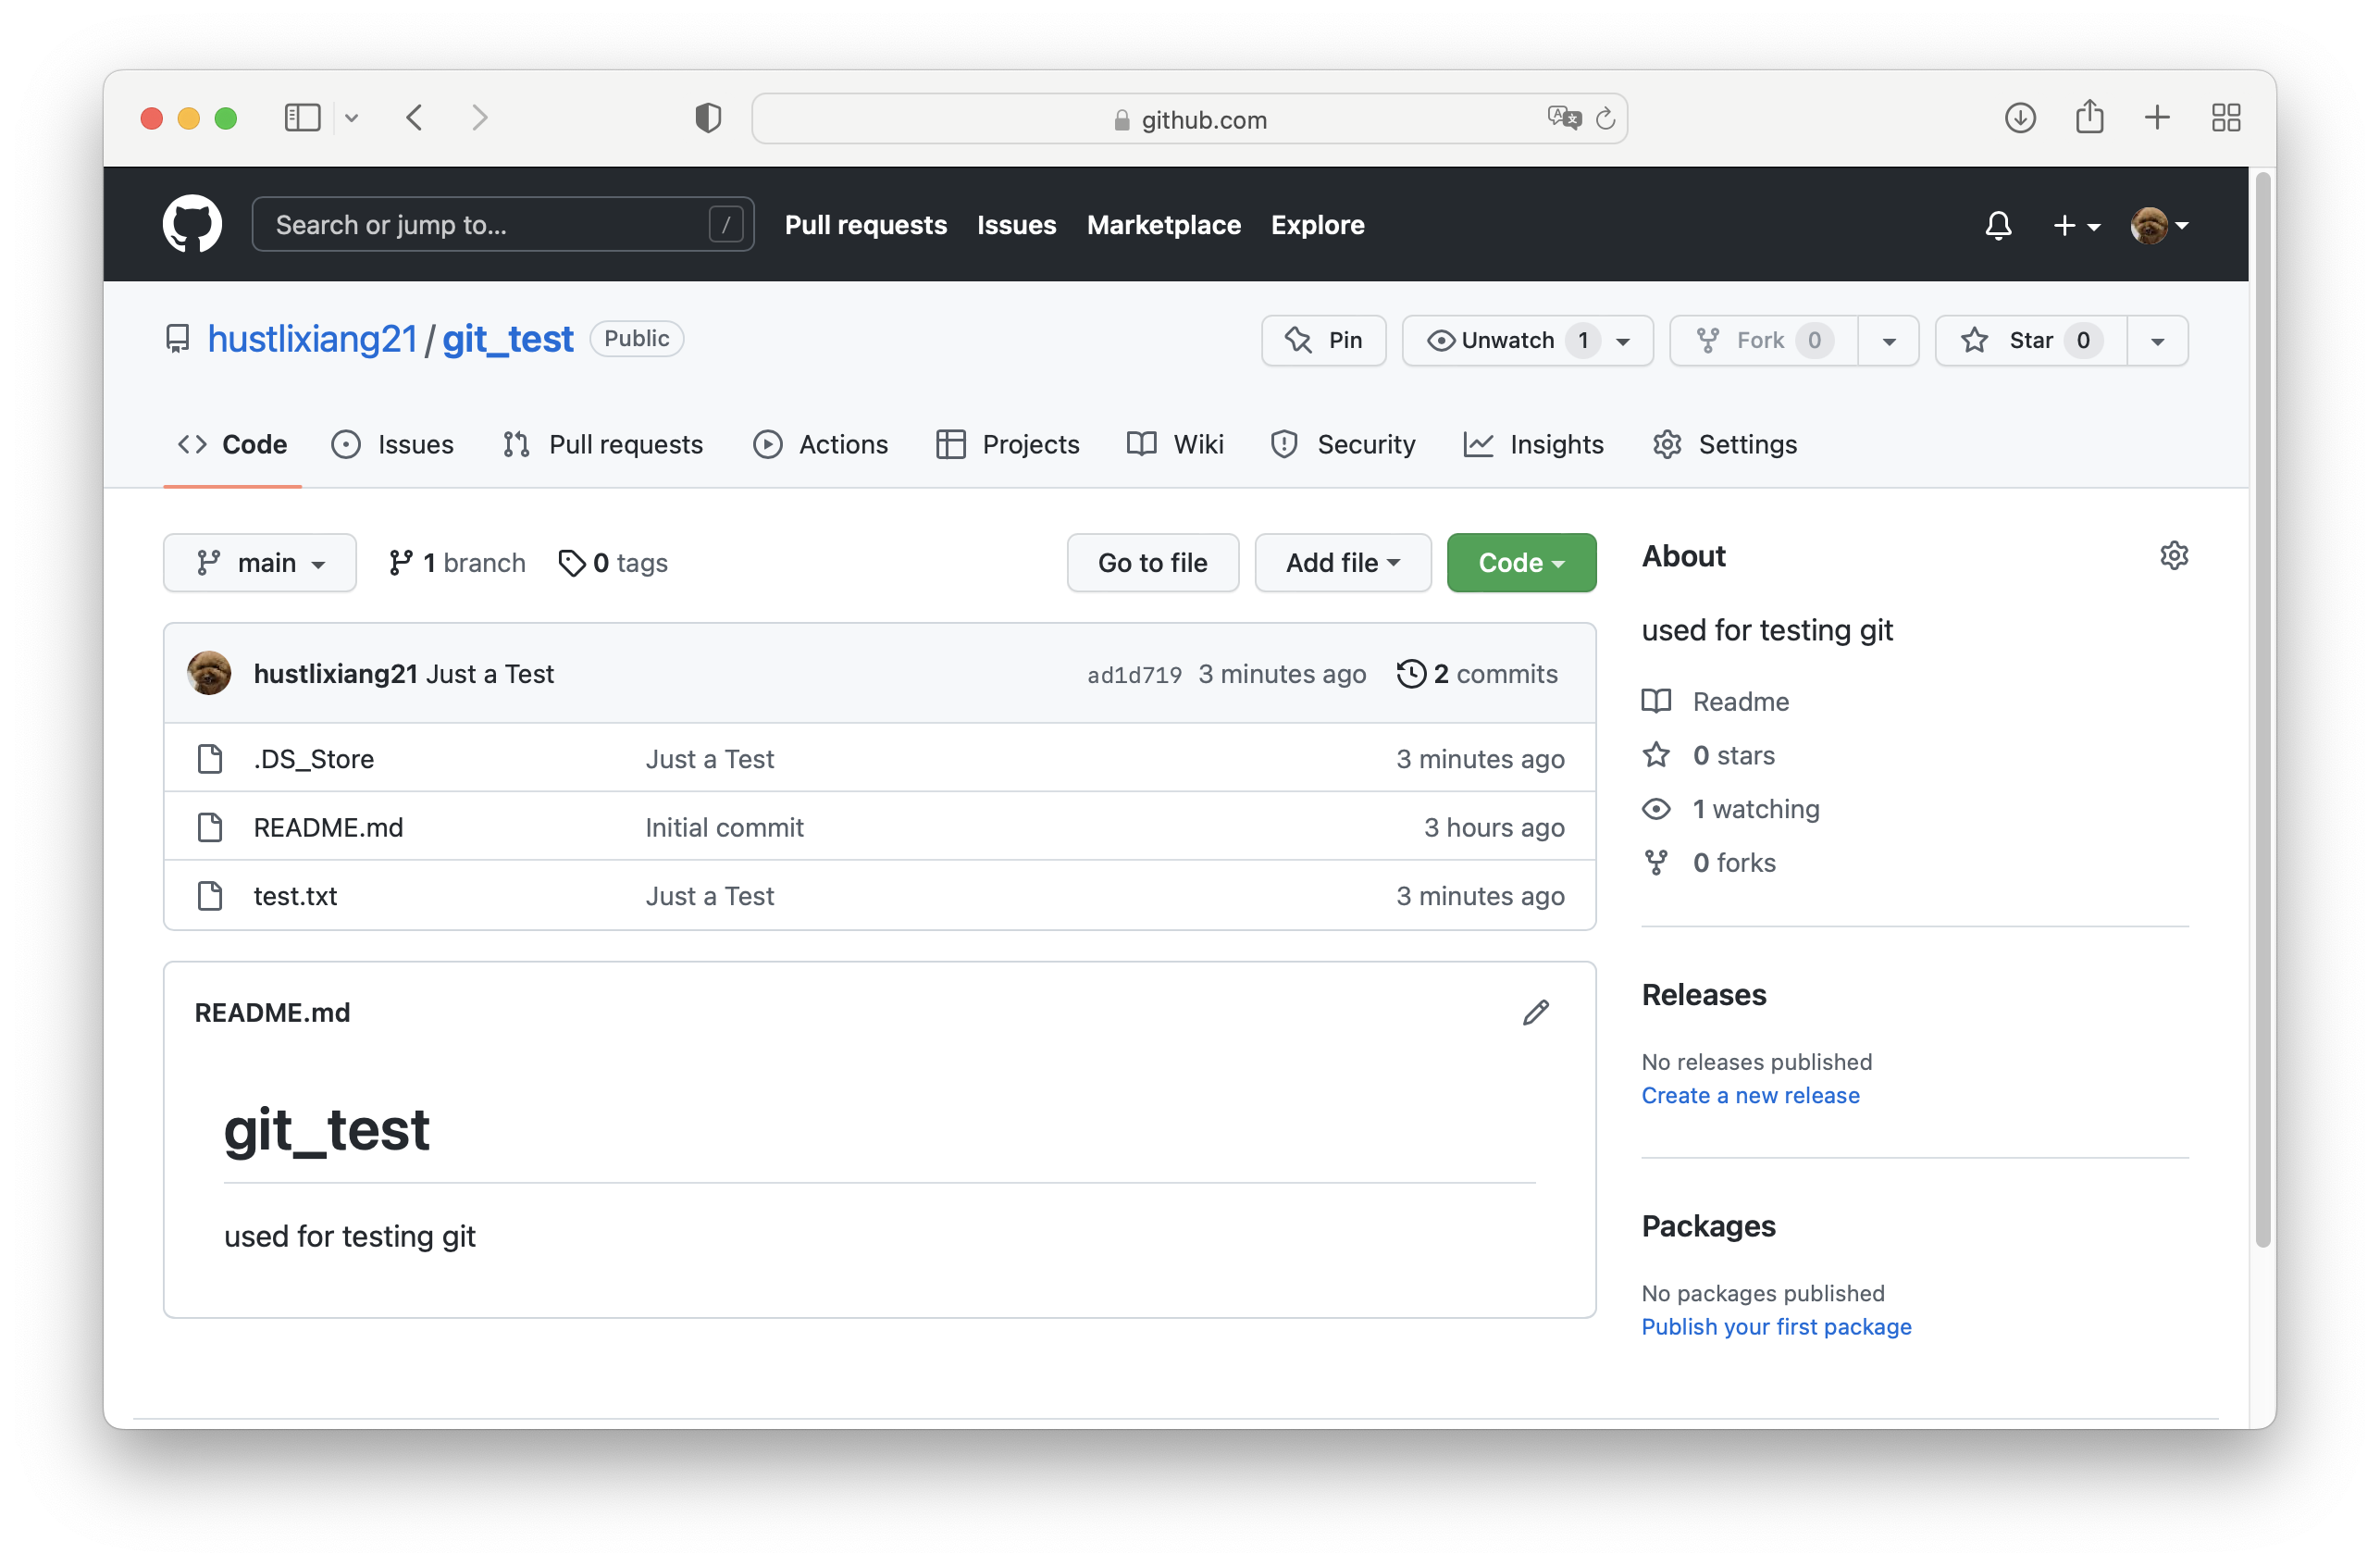 github.com
Search or jump to... /
Pull requests Issues Marketplace Explore
hustlixiang21 / git_test Public
Pin Unwatch 1 Fork 0 Star 0
Code Issues Pull requests Actions Projects Wiki Security Insights Settings
main 1 branch 0 tags Go to file Add file Code
hustlixiang21 Just a Test ad1d719 3 minutes ago 2 commits
.DS_Store Just a Test 3 minutes ago
README.md Initial commit 3 hours ago
test.txt Just a Test 3 minutes ago
README.md
git_test
used for testing git
About
used for testing git
Readme
0 stars
1 watching
0 forks
Releases
No releases published
Create a new release
Packages
No packages published
Publish your first package